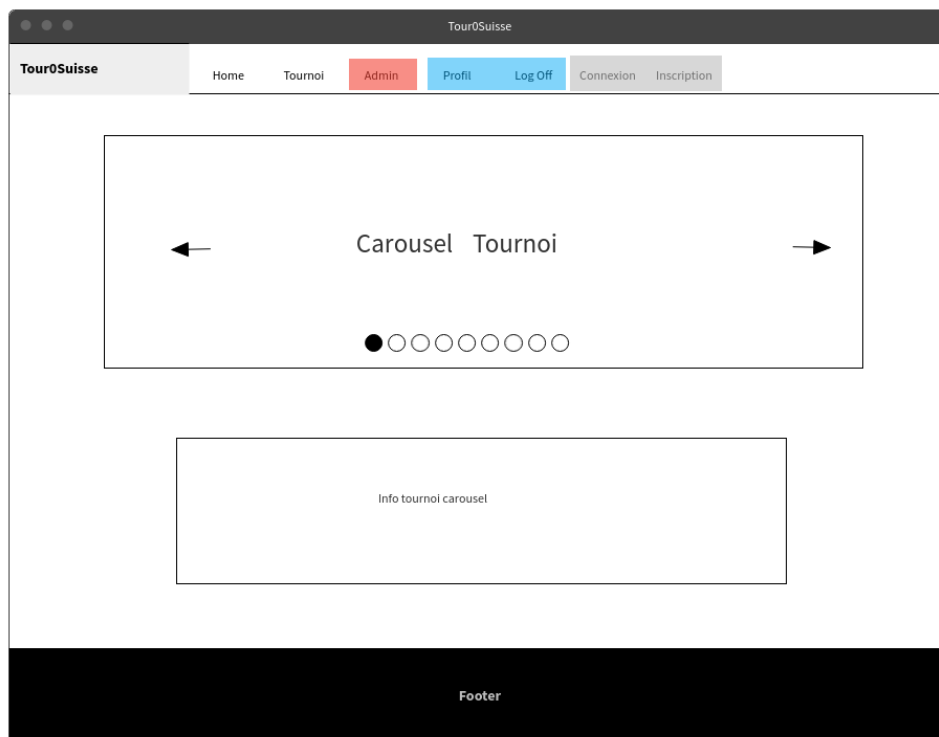 Tour0Suisse
Tour0Suisse
Home Tournoi Admin Profil Log Off Connexion Inscription
Carousel Tournoi
Info tournoi carousel
Footer